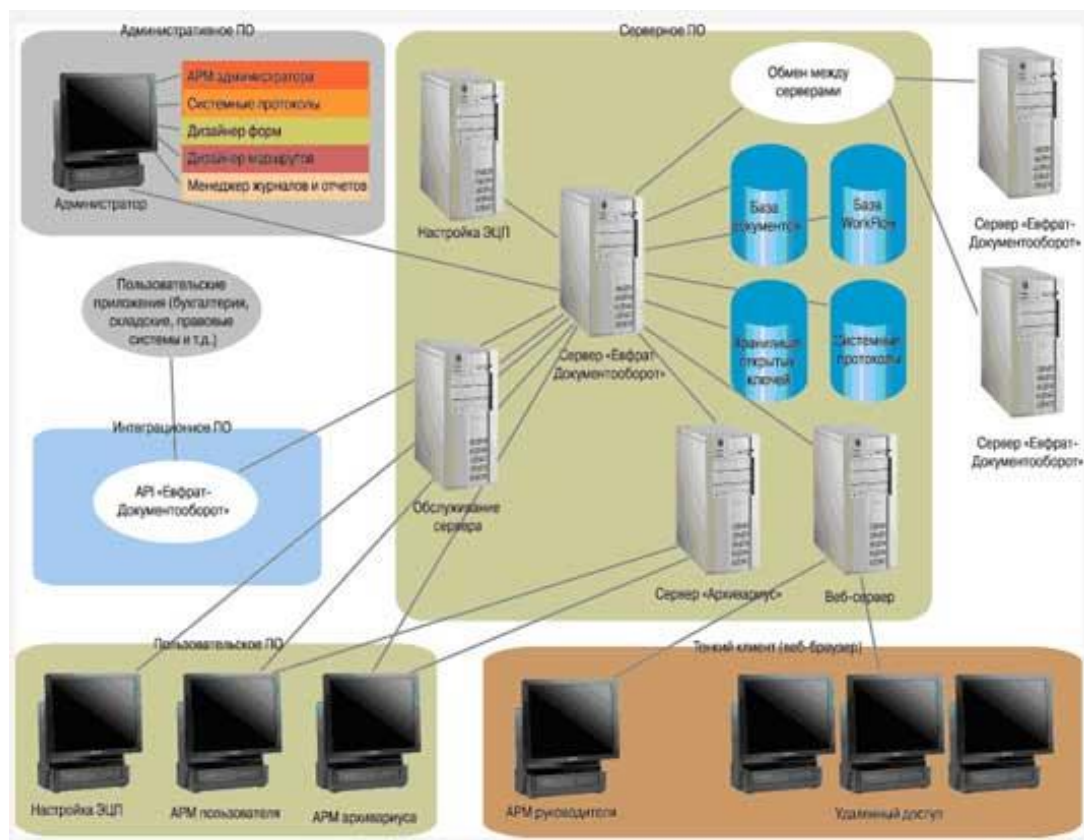 Административное ПО
АРМ администратора
Системные протоколы
Дизайнер форм
Дизайнер маршрутов
Менеджер журналов и отчетов
Администратор
Серверное ПО
Настройка ЭЦП
Обмен между
серверами
База
документов
База
WorkFlow
Хранилище
открытых
ключей
Системные
протоколы
Сервер «Евфрат-
Документооборот»
Сервер «Евфрат-
Документооборот»
Сервер «Евфрат-
Документооборот»
Пользовательские
приложения (бухгалтерия,
складские, правовые
системы и т.д.)
Интеграционное ПО
API «Евфрат-
Документооборот»
Обслуживание
сервера
Сервер «Архивариус»
Веб-сервер
Пользовательское ПО
Настройка ЭЦП
АРМ пользователя
АРМ архивариуса
Тонкий клиент (веб-браузер)
АРМ руководителя
Удаленный доступ